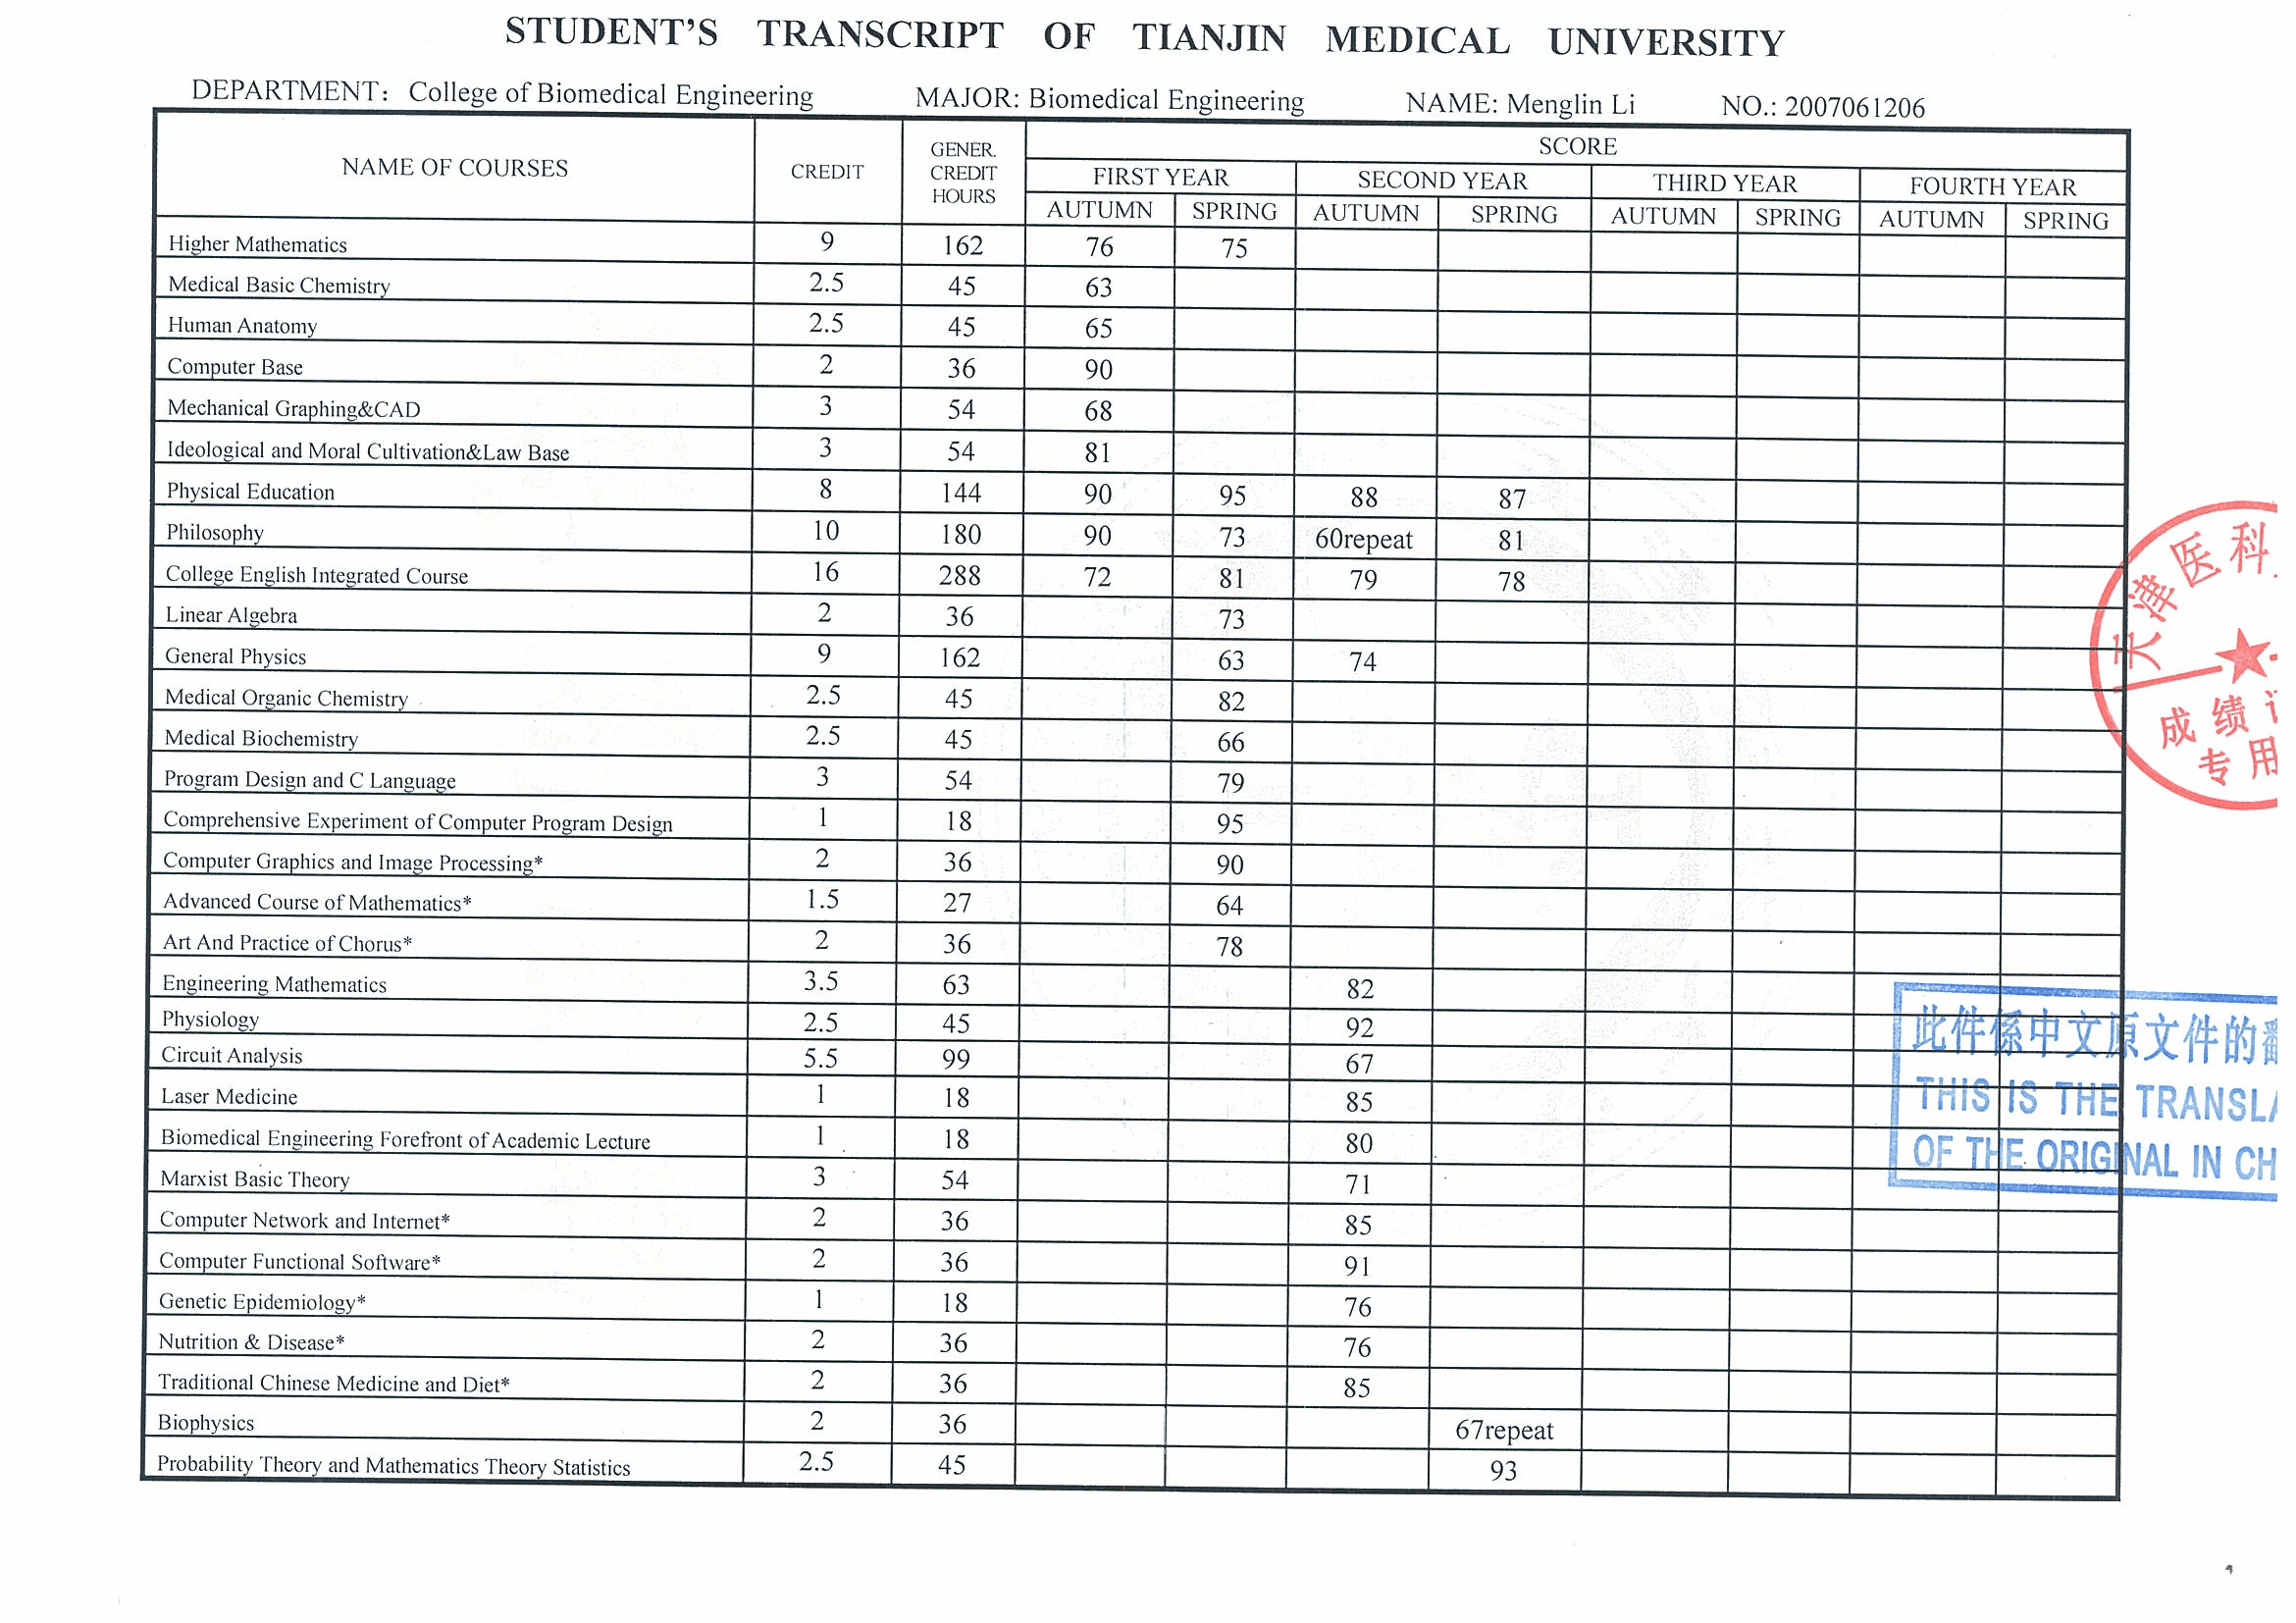 STUDENT'S TRANSCRIPT OF TIANJIN MEDICAL UNIVERSITY
DEPARTMENT: College of Biomedical Engineering MAJOR: Biomedical Engineering NAME: Menglin Li NO.: 2007061206
NAME OF COURSES CREDIT GENER. CREDIT HOURS SCORE
FIRST YEAR SECOND YEAR THIRD YEAR FOURTH YEAR
AUTUMN SPRING AUTUMN SPRING AUTUMN SPRING AUTUMN SPRING
Higher Mathematics 9 162 76 75
Medical Basic Chemistry 2.5 45 63
Human Anatomy 2.5 45 65
Computer Base 2 36 90
Mechanical Graphing&CAD 3 54 68
Ideological and Moral Cultivation&Law Base 3 54 81
Physical Education 8 144 90 95 88 87
Philosophy 10 180 90 73 60repeat 81
College English Integrated Course 16 288 72 81 79 78
Linear Algebra 2 36 73
General Physics 9 162 63 74
Medical Organic Chemistry 2.5 45 82
Medical Biochemistry 2.5 45 66
Program Design and C Language 3 54 79
Comprehensive Experiment of Computer Program Design 1 18 95
Computer Graphics and Image Processing* 2 36 90
Advanced Course of Mathematics* 1.5 27 64
Art And Practice of Chorus* 2 36 78
Engineering Mathematics 3.5 63 82
Physiology 2.5 45 92
Circuit Analysis 5.5 99 67
Laser Medicine 1 18 85
Biomedical Engineering Forefront of Academic Lecture 1 18 80
Marxist Basic Theory 3 54 71
Computer Network and Internet* 2 36 85
Computer Functional Software* 2 36 91
Genetic Epidemiology* 1 18 76
Nutrition & Disease* 2 36 76
Traditional Chinese Medicine and Diet* 2 36 85
Biophysics 2 36 67repeat
Probability Theory and Mathematics Theory Statistics 2.5 45 93
天津医科
成绩
专用
此件係中文原文件的
THIS IS THE TRANSL
OF THE ORIGINAL IN CH